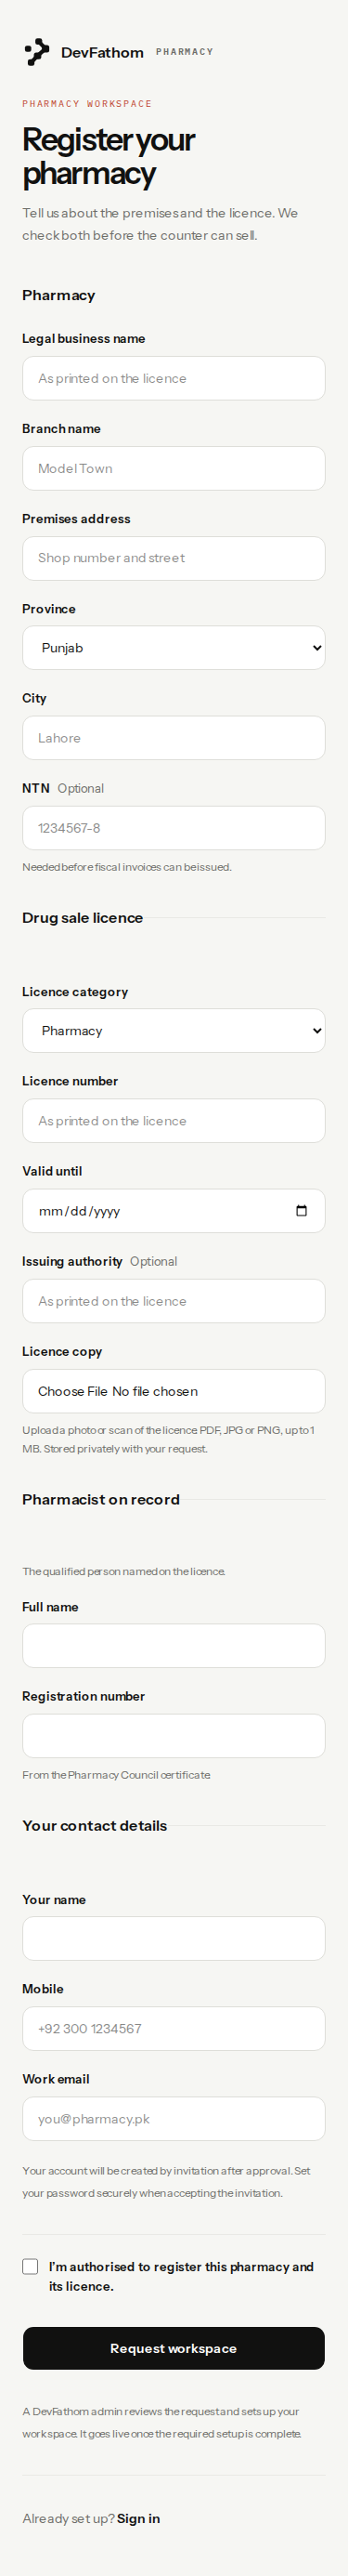 DevFathom PHARMACY
PHARMACY WORKSPACE
Register your
pharmacy
Tell us about the premises and the licence. We
check both before the counter can sell.
Pharmacy
Legal business name
As printed on the licence
Branch name
Model Town
Premises address
Shop number and street
Province
Punjab
City
Lahore
NTN Optional
1234567-8
Needed before fiscal invoices can be issued.
Drug sale licence
Licence category
Pharmacy
Licence number
As printed on the licence
Valid until
mm/dd/yyyy
Issuing authority Optional
As printed on the licence
Licence copy
Choose File No file chosen
Upload a photo or scan of the licence. PDF, JPG or PNG, up to 1
MB. Stored privately with your request.
Pharmacist on record
The qualified person named on the licence.
Full name
Registration number
From the Pharmacy Council certificate.
Your contact details
Your name
Mobile
+92 300 1234567
Work email
you@pharmacy.pk
Your account will be created by invitation after approval. Set
your password securely when accepting the invitation.
I'm authorised to register this pharmacy and
its licence.
Request workspace
A DevFathom admin reviews the request and sets up your
workspace. It goes live once the required setup is complete.
Already set up? Sign in